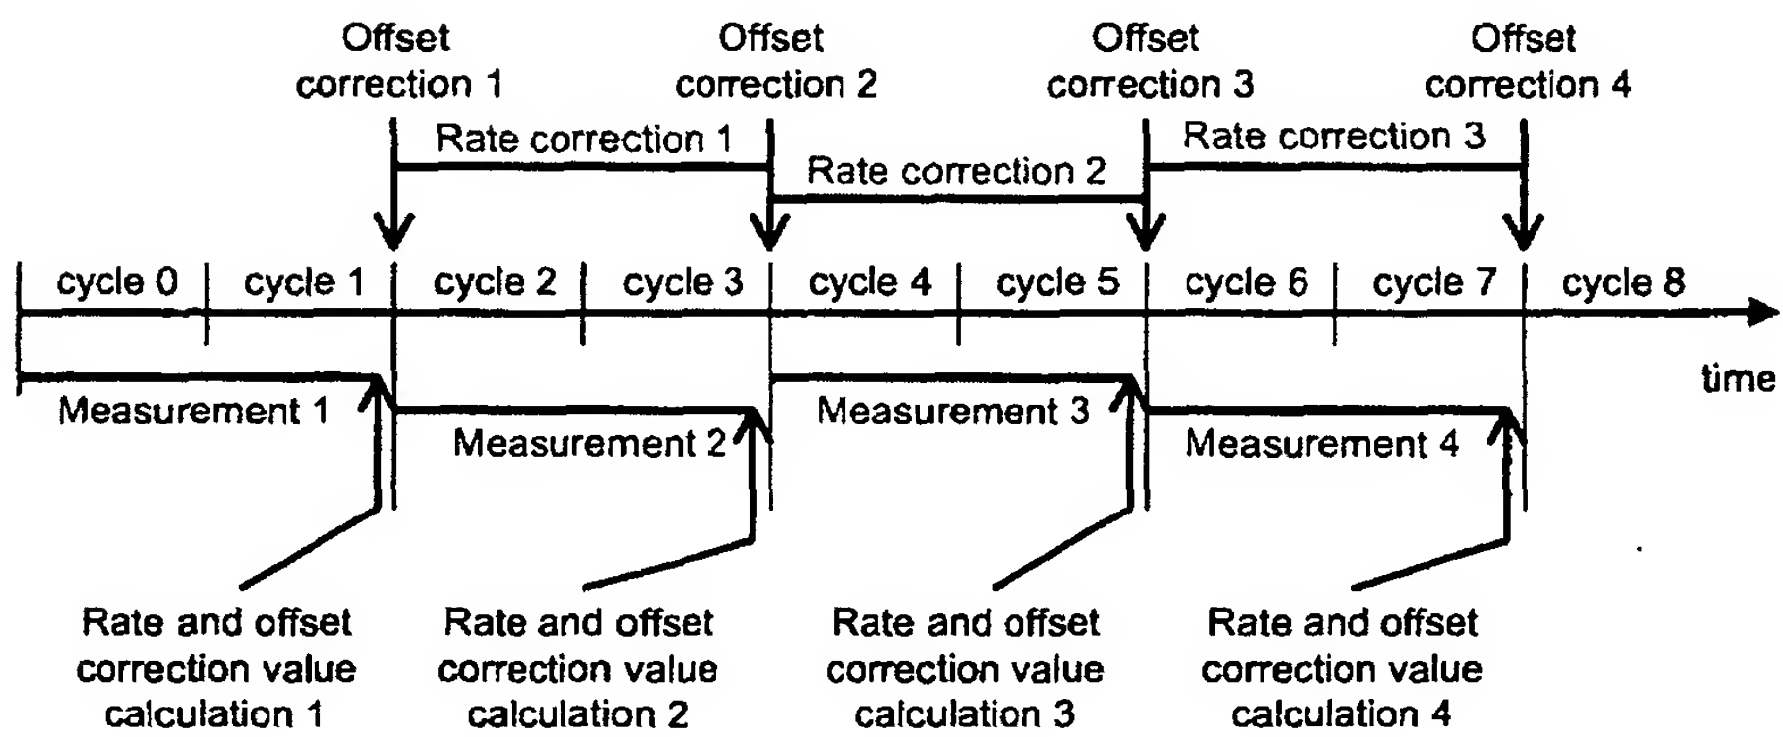 Offset
correction 1
Offset
correction 2
Offset
correction 3
Offset
correction 4
Rate correction 1
Rate correction 2
Rate correction 3
cycle 0
cycle 1
cycle 2
cycle 3
cycle 4
cycle 5
cycle 6
cycle 7
cycle 8
time
Measurement 1
Measurement 2
Measurement 3
Measurement 4
Rate and offset
correction value
calculation 1
Rate and offset
correction value
calculation 2
Rate and offset
correction value
calculation 3
Rate and offset
correction value
calculation 4